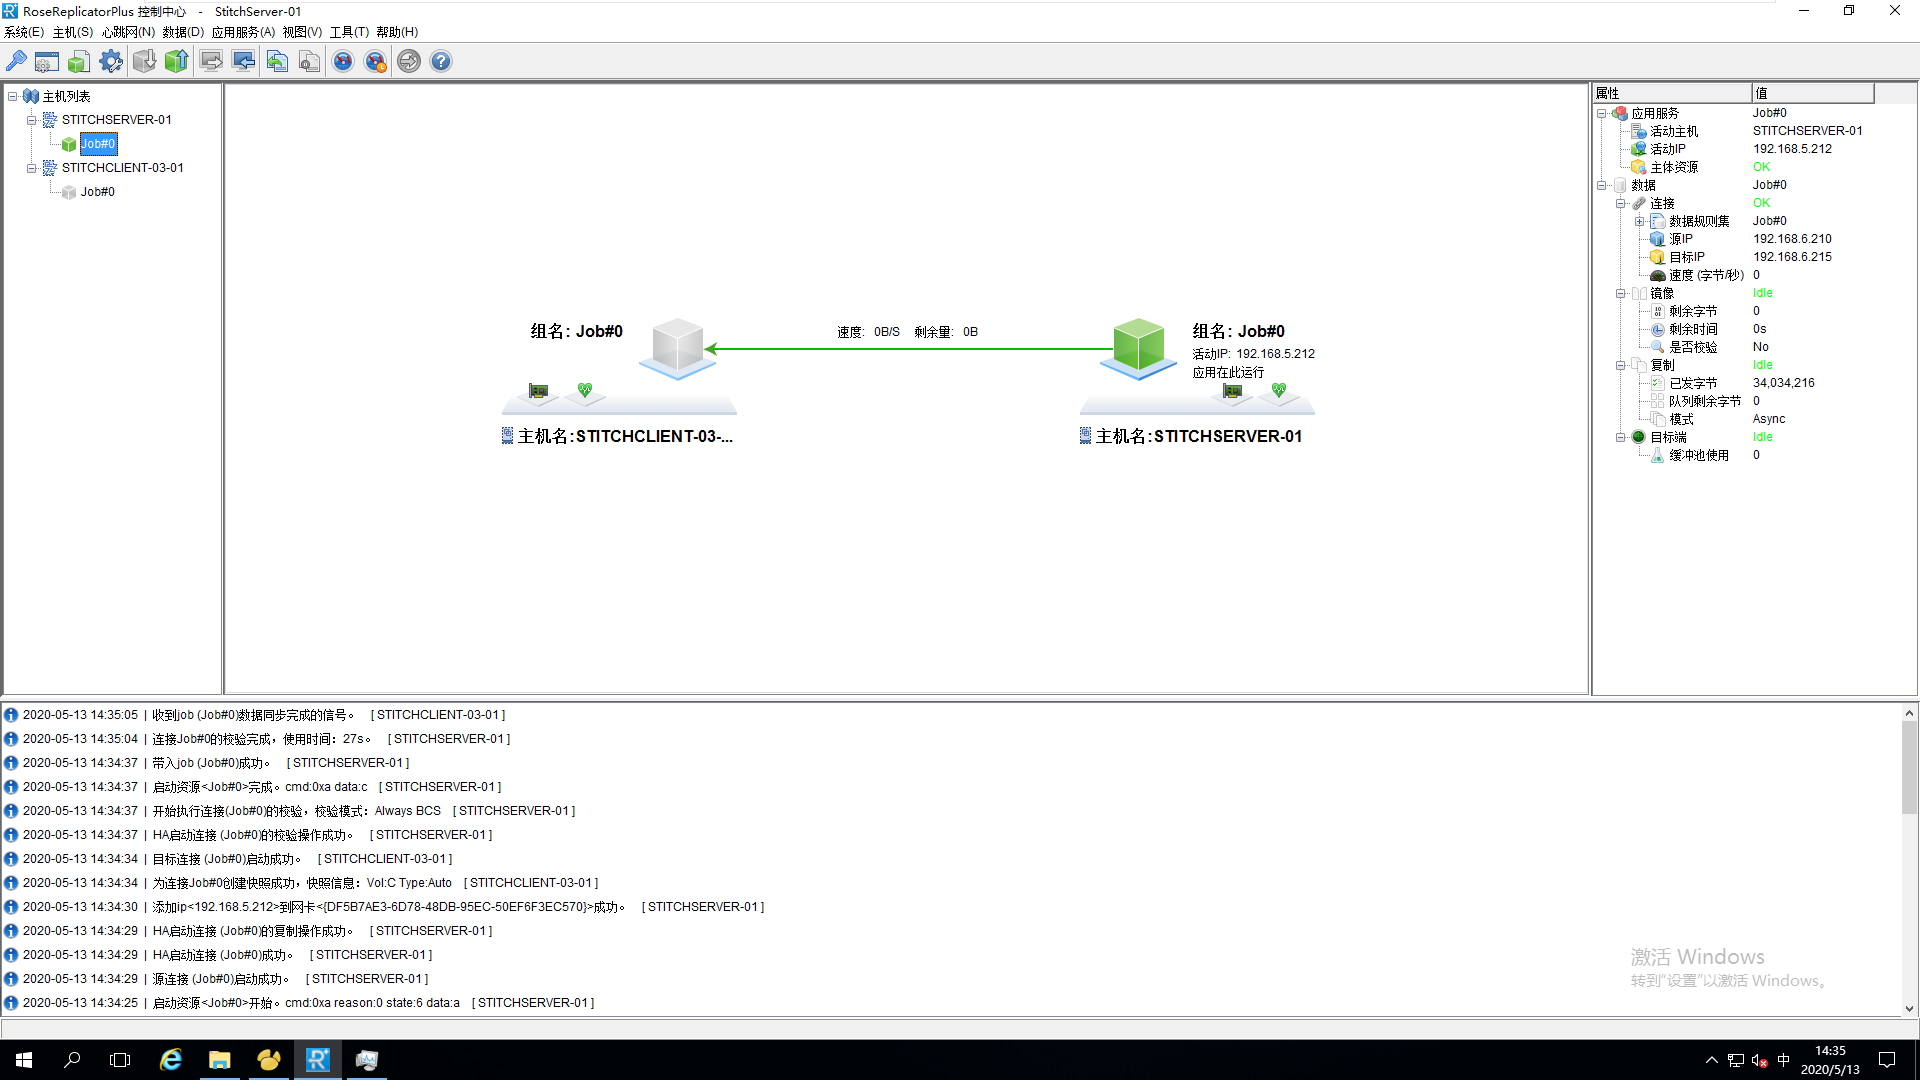 RoseReplicatorPlus 控制中心 - StitchServer-01
系统(E) 主机(S) 心跳网(N) 数据(D) 应用服务(A) 视图(V) 工具(T) 帮助(H)
主机列表
STITCHSERVER-01
Job#0
STITCHCLIENT-03-01
Job#0
组名: Job#0
速度: 0B/S 剩余量: 0B
组名: Job#0
活动IP: 192.168.5.212
应用在此运行
主机名:STITCHCLIENT-03-...
主机名:STITCHSERVER-01
属性 值
应用服务 Job#0
活动主机 STITCHSERVER-01
活动IP 192.168.5.212
主体资源 OK
数据 Job#0
连接 OK
数据规则集 Job#0
源IP 192.168.6.210
目标IP 192.168.6.215
速度 (字节/秒) 0
镜像 Idle
剩余字节 0
剩余时间 0s
是否校验 No
复制 Idle
已发字节 34,034,216
队列剩余字节 0
模式 Async
目标端 Idle
缓冲池使用 0
2020-05-13 14:35:05 | 收到job (Job#0)数据同步完成的信号。 [ STITCHCLIENT-03-01 ]
2020-05-13 14:35:04 | 连接Job#0的校验完成，使用时间：27s。 [ STITCHSERVER-01 ]
2020-05-13 14:34:37 | 带入job (Job#0)成功。 [ STITCHSERVER-01 ]
2020-05-13 14:34:37 | 启动资源<Job#0>完成。cmd:0xa data:c [ STITCHSERVER-01 ]
2020-05-13 14:34:37 | 开始执行连接(Job#0)的校验，校验模式：Always BCS [ STITCHSERVER-01 ]
2020-05-13 14:34:37 | HA启动连接 (Job#0)的校验操作成功。 [ STITCHSERVER-01 ]
2020-05-13 14:34:34 | 目标连接 (Job#0)启动成功。 [ STITCHCLIENT-03-01 ]
2020-05-13 14:34:34 | 为连接Job#0创建快照成功，快照信息：Vol:C Type:Auto [ STITCHCLIENT-03-01 ]
2020-05-13 14:34:30 | 添加ip<192.168.5.212>到网卡<{DF5B7AE3-6D78-48DB-95EC-50EF6F3EC570}>成功。 [ STITCHSERVER-01 ]
2020-05-13 14:34:29 | HA启动连接 (Job#0)的复制操作成功。 [ STITCHSERVER-01 ]
2020-05-13 14:34:29 | HA启动连接 (Job#0)成功。 [ STITCHSERVER-01 ]
2020-05-13 14:34:29 | 源连接 (Job#0)启动成功。 [ STITCHSERVER-01 ]
2020-05-13 14:34:25 | 启动资源<Job#0>开始。cmd:0xa reason:0 state:6 data:a [ STITCHSERVER-01 ]
激活 Windows
转到“设置”以激活 Windows。
中
14:35
2020/5/13